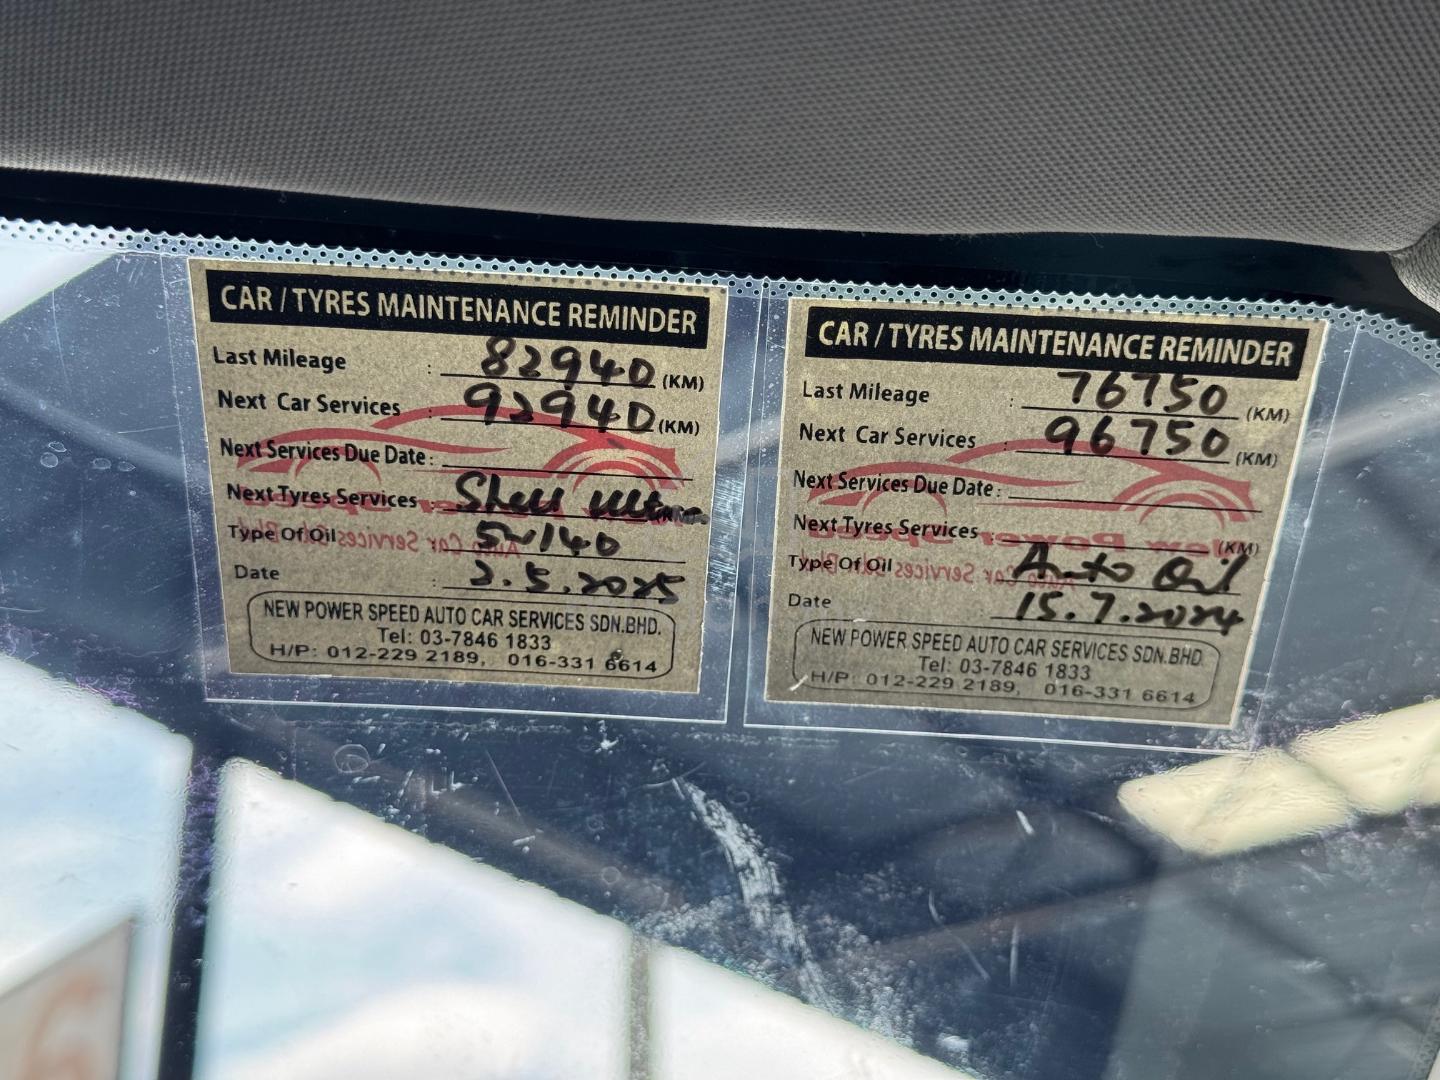 CAR / TYRES MAINTENANCE REMINDER
Last Mileage : 82940 (KM)
Next Car Services : 92940 (KM)
Next Services Due Date :
Next Tyres Services Shell
Type Of Oil 5w/40
Date : 2.5.2025
NEW POWER SPEED AUTO CAR SERVICES SDN.BHD.
Tel: 03-7846 1833
H/P: 012-229 2189, 016-331 6614
CAR / TYRES MAINTENANCE REMINDER
Last Mileage : 76750 (KM)
Next Car Services : 96750 (KM)
Next Services Due Date :
Next Tyres Services (KM)
Type Of Oil Auto Oil
Date 15.7.2024
NEW POWER SPEED AUTO CAR SERVICES SDN.BHD.
Tel: 03-7846 1833
H/P: 012-229 2189, 016-331 6614